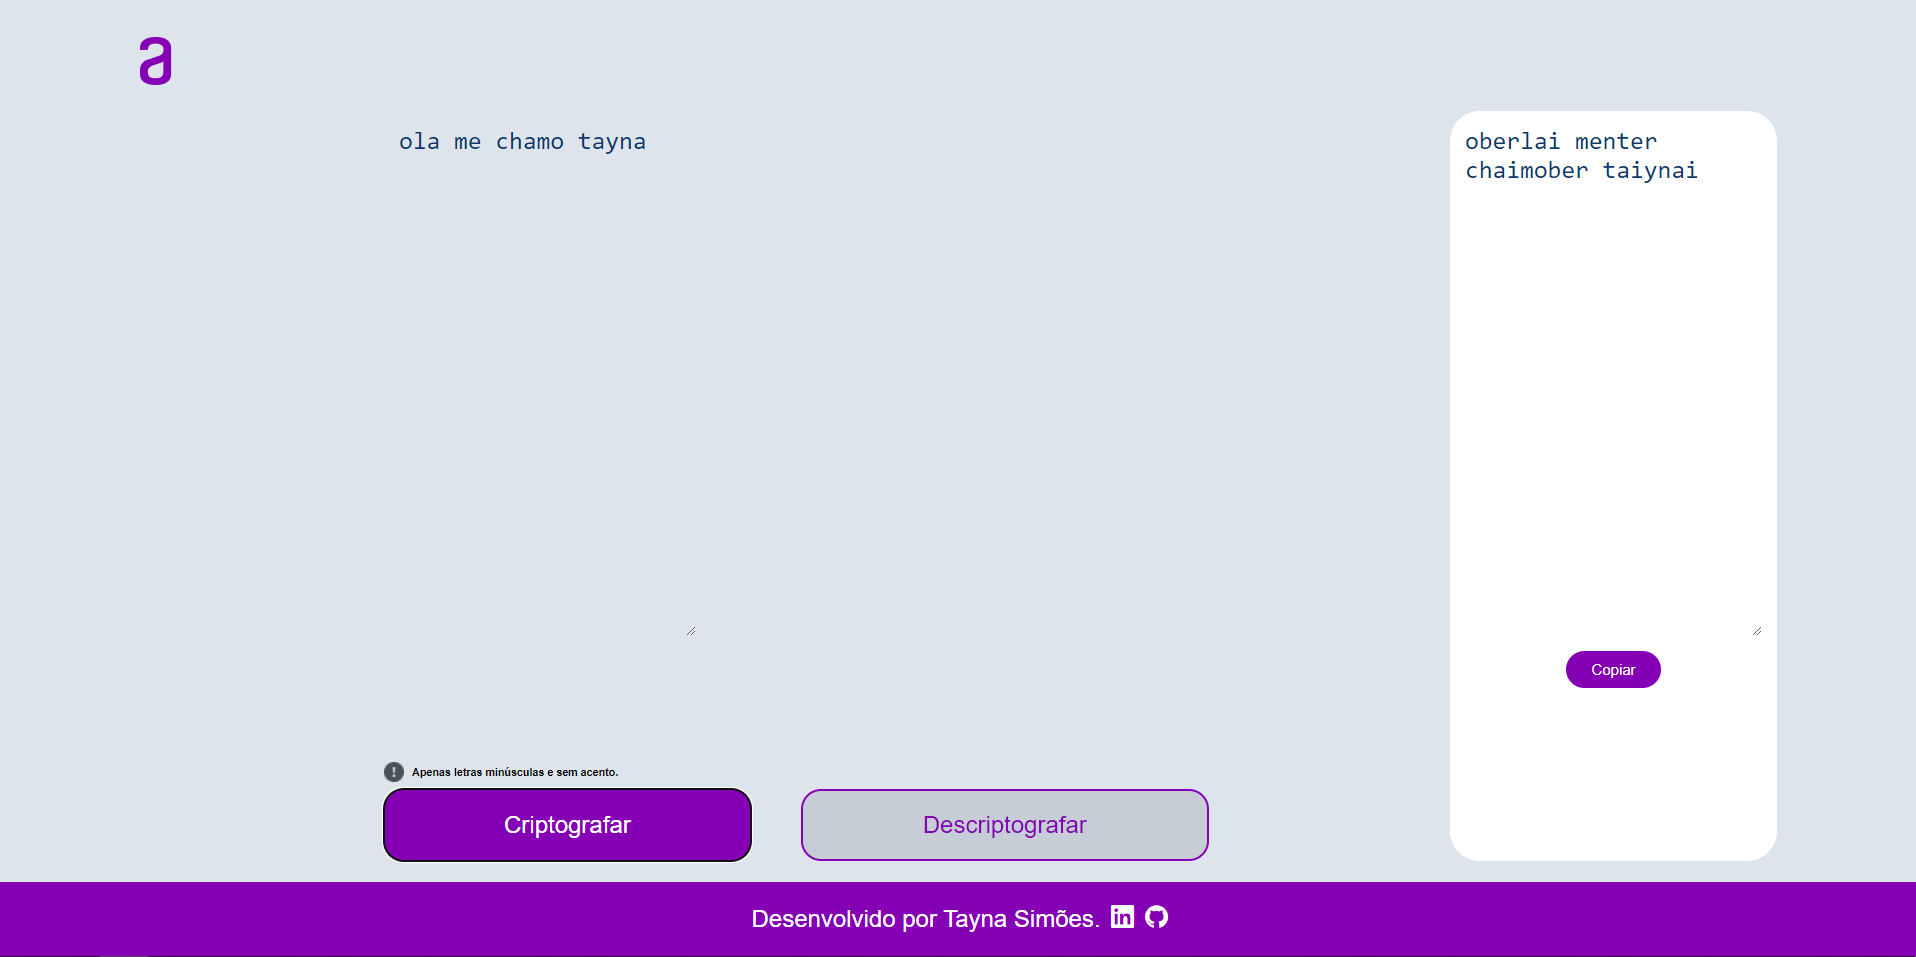 a
ola me chamo tayna
oberlai menter
chaimober taiynai
Copiar
Apenas letras minúsculas e sem acento.
Criptografar
Descriptografar
Desenvolvido por Tayna Simões. in